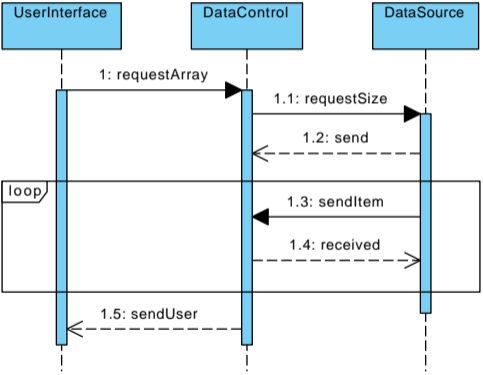 UserInterface
DataControl
DataSource
1: requestArray
1.1: requestSize
1.2: send
loop
1.3: sendItem
1.4: received
1.5: sendUser